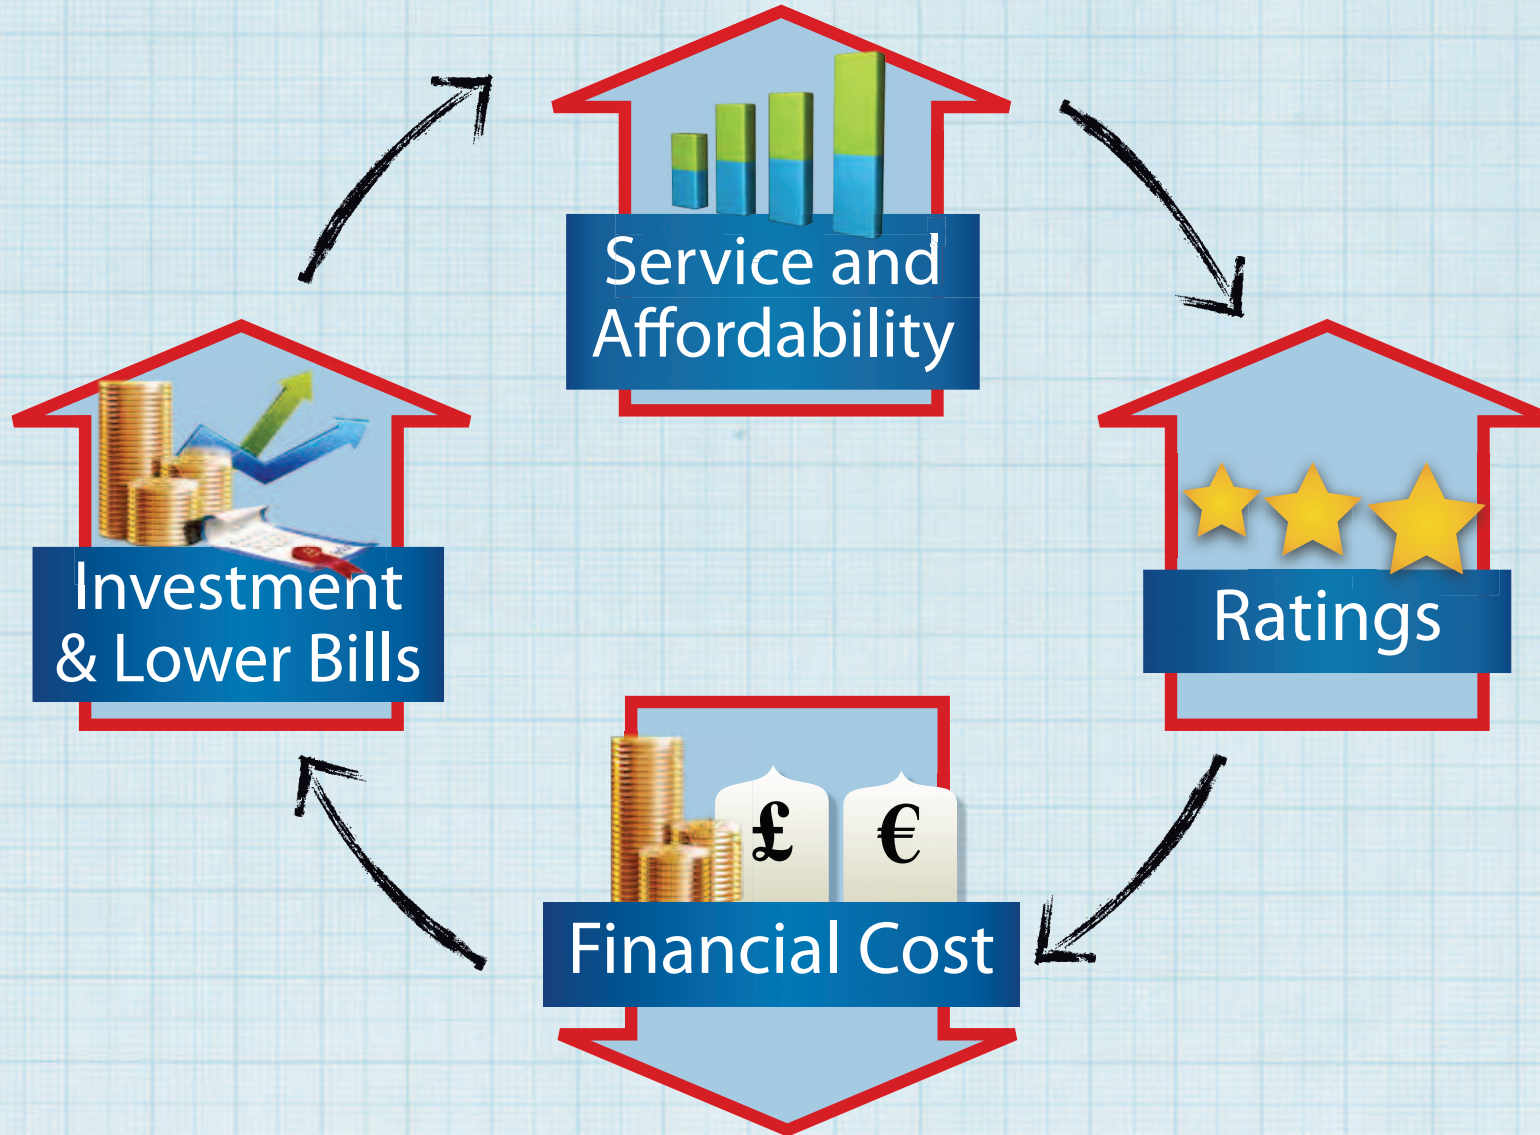 Service and
Affordability
Investment
& Lower Bills
Ratings
£
€
Financial Cost